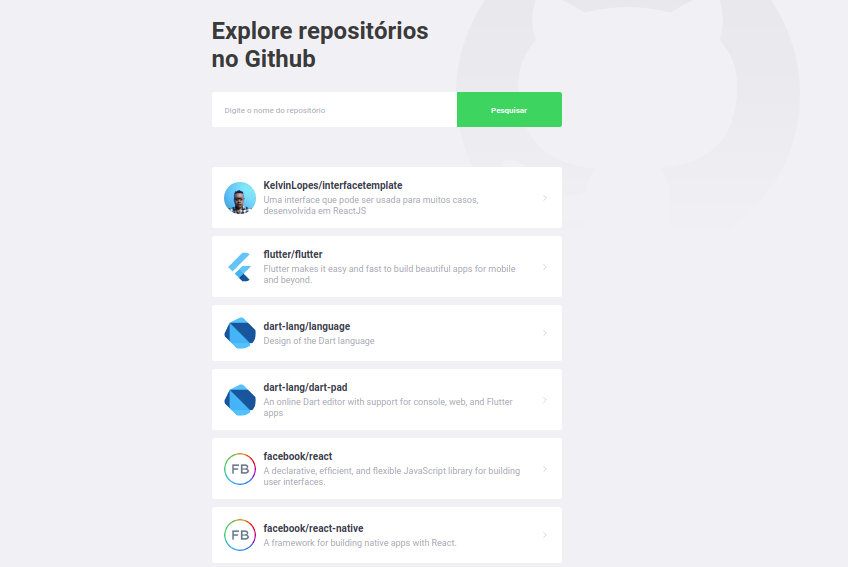 Explore repositórios
no Github
Digite o nome do repositório
Pesquisar
KelvinLopes/interfacetemplate
Uma interface que pode ser usada para muitos casos,
desenvolvida em ReactJS
flutter/flutter
Flutter makes it easy and fast to build beautiful apps for mobile
and beyond.
dart-lang/language
Design of the Dart language
dart-lang/dart-pad
An online Dart editor with support for console, web, and Flutter
apps
FB
facebook/react
A declarative, efficient, and flexible JavaScript library for building
user interfaces.
FB
facebook/react-native
A framework for building native apps with React.